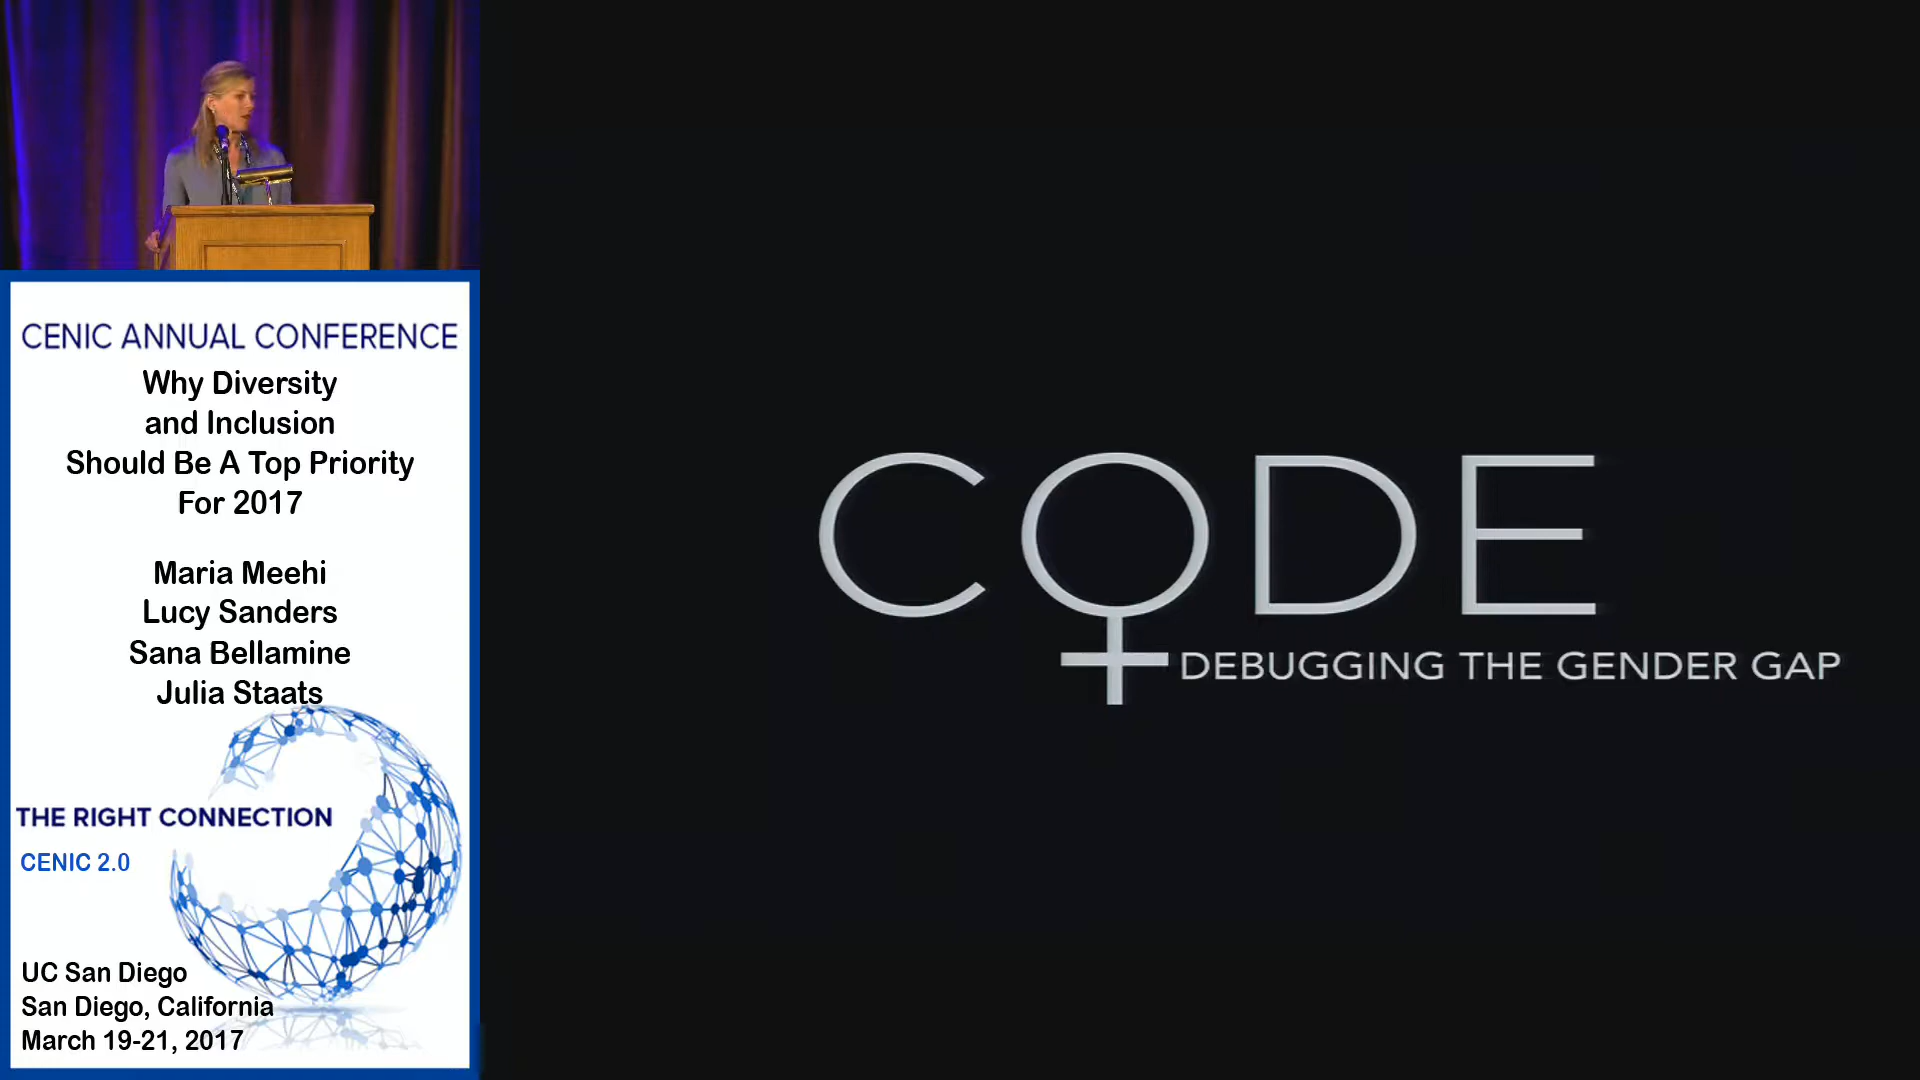 CENIC ANNUAL CONFERENCE
Why Diversity
and Inclusion
Should Be A Top Priority
For 2017
Maria Meehi
Lucy Sanders
Sana Bellamine
Julia Staats
THE RIGHT CONNECTION
CENIC 2.0
UC San Diego
San Diego, California
March 19-21, 2017
CODE
DEBUGGING THE GENDER GAP